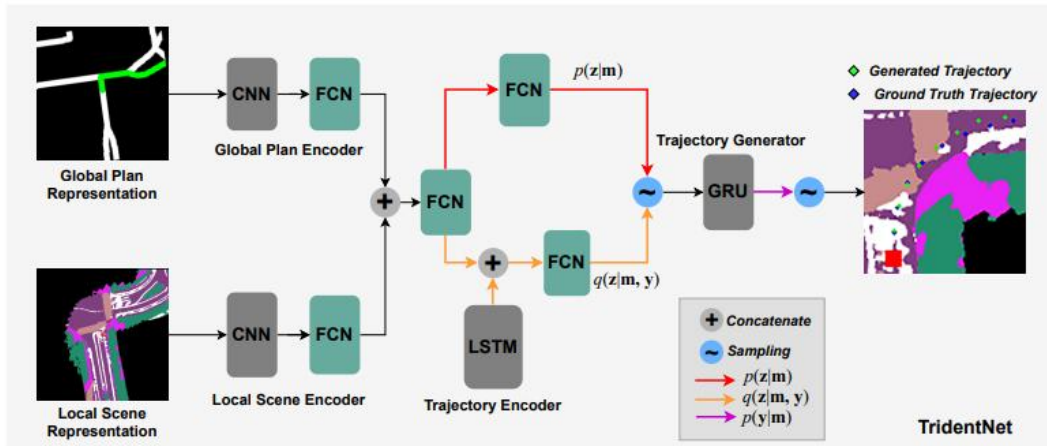 Global Plan
Representation
CNN
FCN
Global Plan Encoder
Local Scene
Representation
CNN
FCN
Local Scene Encoder
+
FCN
FCN
p(z|m)
+
FCN
q(z|m, y)
LSTM
Trajectory Encoder
~
Trajectory Generator
GRU
~
Generated Trajectory
Ground Truth Trajectory
+ Concatenate
~ Sampling
p(z|m)
q(z|m, y)
p(y|m)
TridentNet